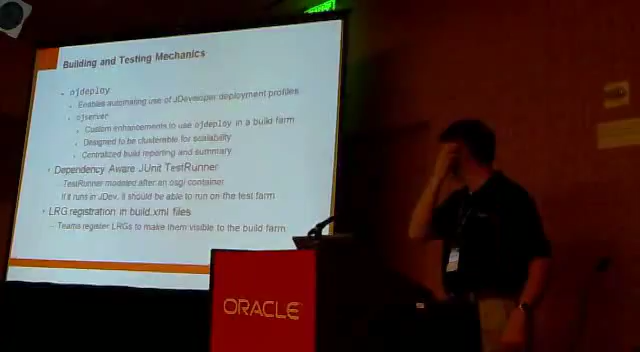 Building and Testing Mechanics
- ojdeploy
- Enables automating use of JDeveloper deployment profiles
- ojserver
- Custom enhancements to use ojdeploy in a build farm
- Designed to be clusterable for scalability
- Centralized build reporting and summary
• Dependency Aware JUnit TestRunner
- TestRunner modeled after an osgi container
- If it runs in JDev, it should be able to run on the test farm
• LRG registration in build.xml files
- Teams register LRGs to make them visible to the build farm
ORACLE